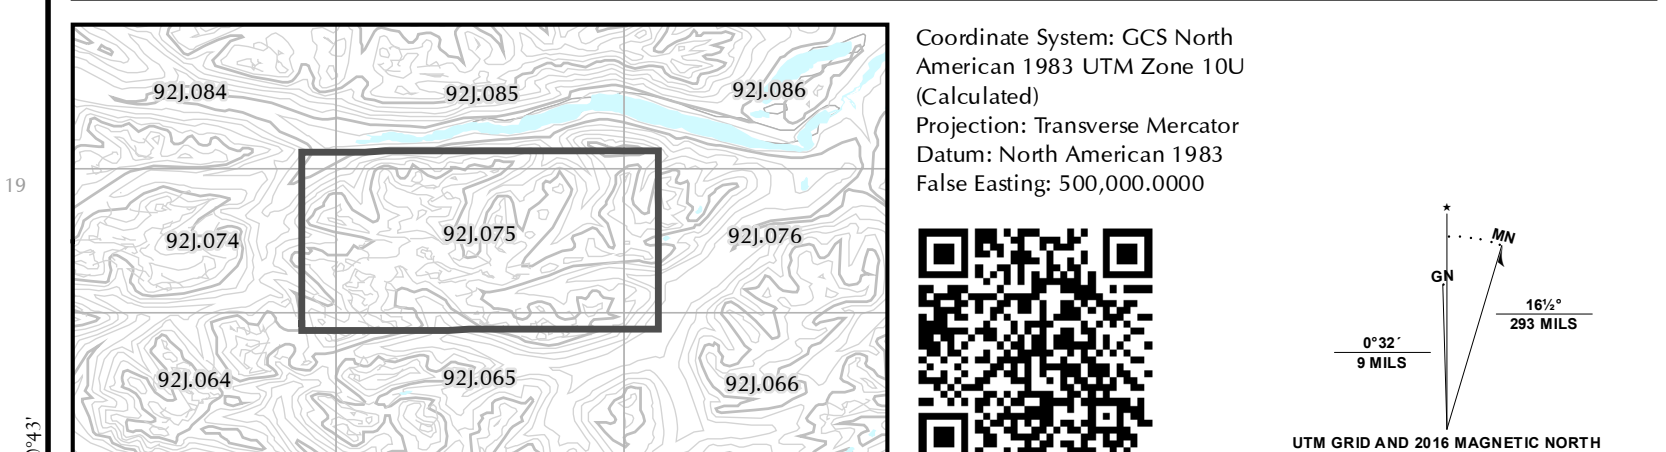 92J.084
92J.085
92J.086
19
92J.074
92J.075
92J.076
92J.064
92J.065
92J.066
Coordinate System: GCS North
American 1983 UTM Zone 10U
(Calculated)
Projection: Transverse Mercator
Datum: North American 1983
False Easting: 500,000.0000
MN
GN
16½°
293 MILS
0°32´
9 MILS
UTM GRID AND 2016 MAGNETIC NORTH